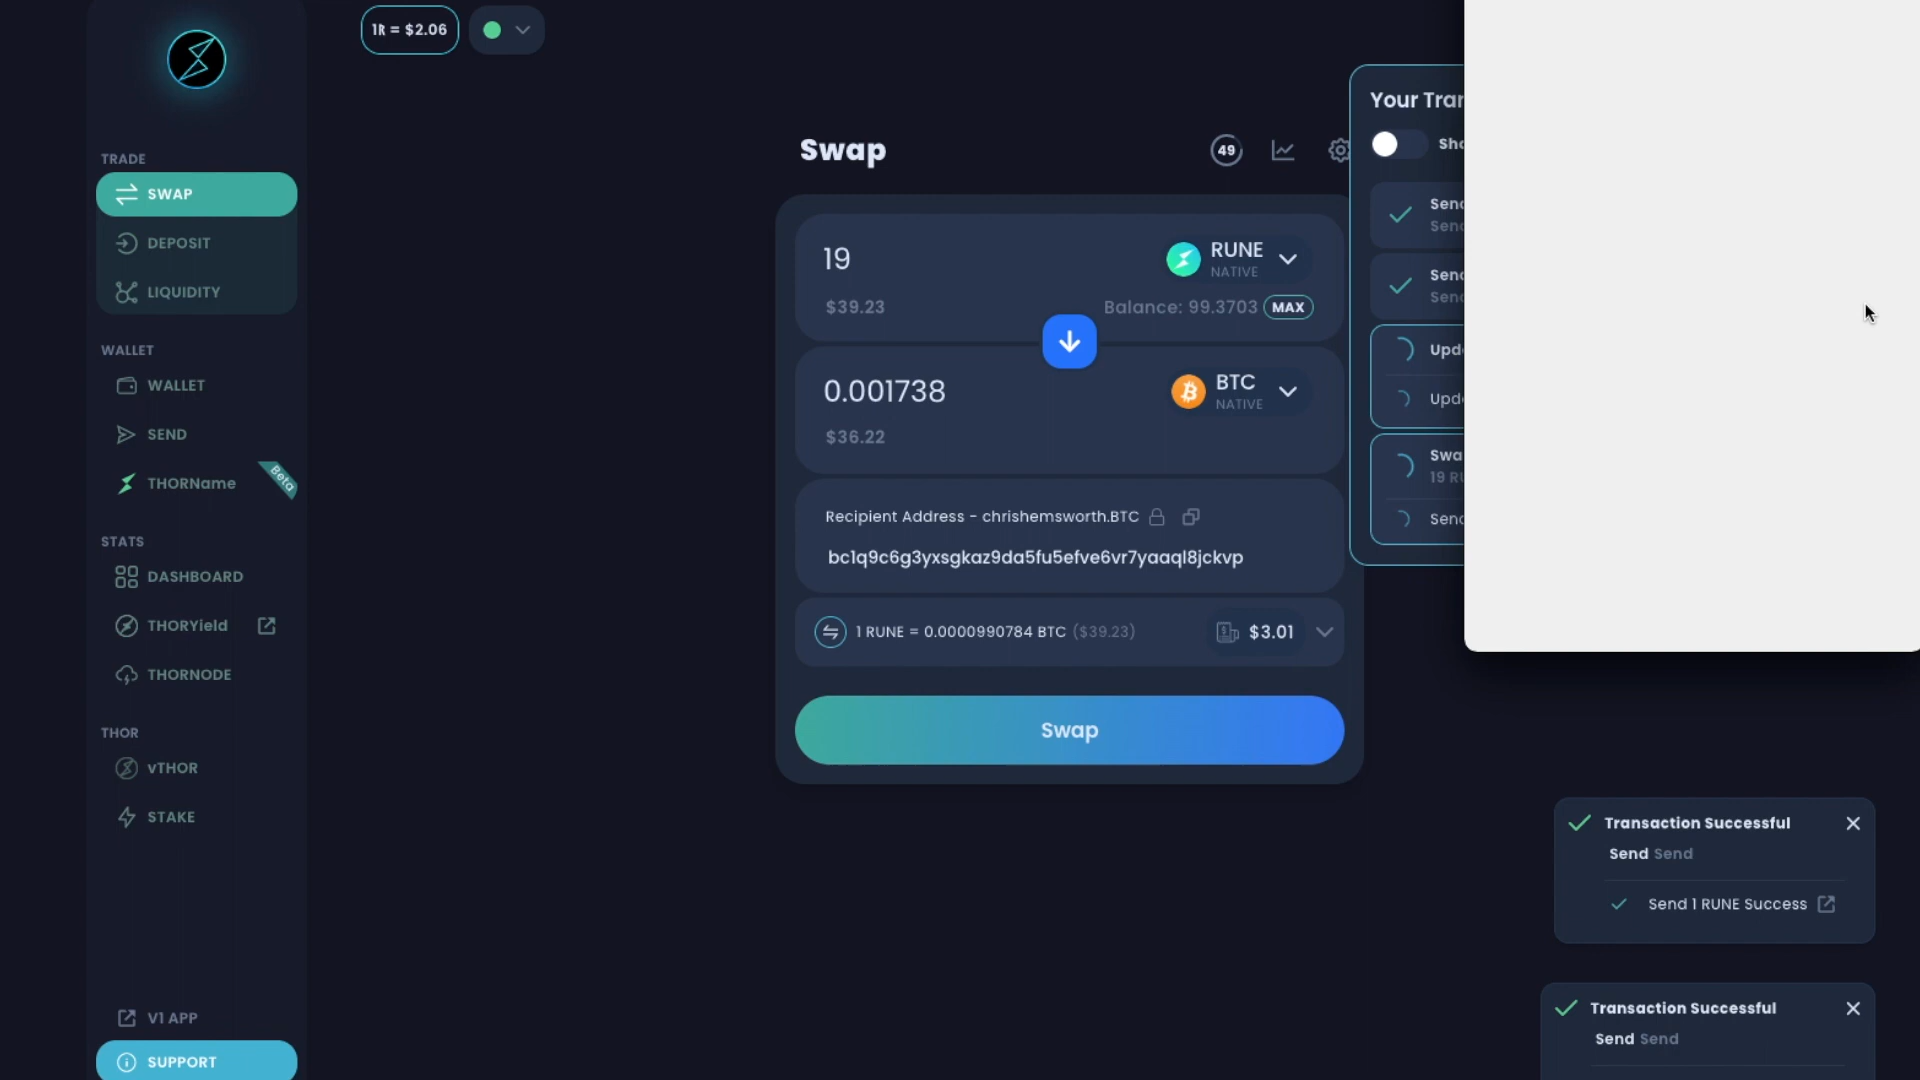 1R = $2.06
TRADE
SWAP
DEPOSIT
LIQUIDITY
WALLET
WALLET
SEND
THORName
Beta
STATS
DASHBOARD
THORYield
THORNODE
THOR
vTHOR
STAKE
V1 APP
SUPPORT
Swap
49
19
RUNE
NATIVE
$39.23
Balance: 99.3703 MAX
0.001738
BTC
NATIVE
$36.22
Recipient Address - chrishemsworth.BTC
bc1q9c6g3yxsgkaz9da5fu5efve6vr7yaaql8jckvp
1 RUNE = 0.0000990784 BTC ($39.23)
$3.01
Swap
Your
19
Transaction Successful
Send Send
Send 1 RUNE Success
Transaction Successful
Send Send